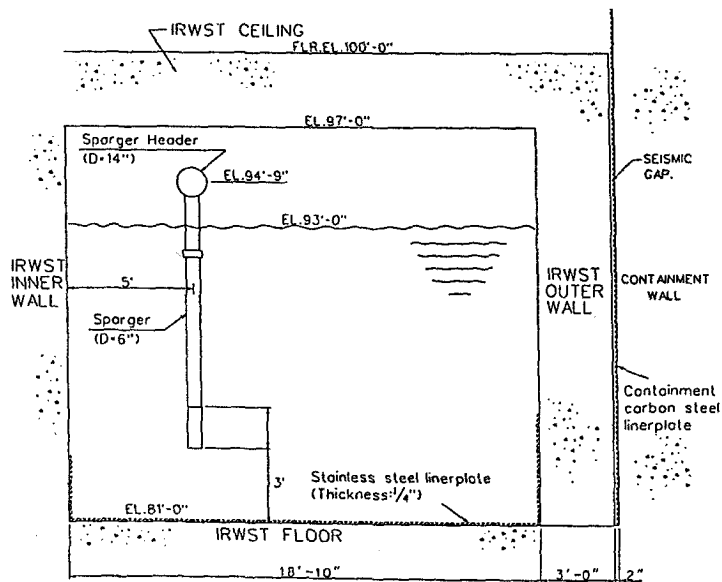 IRWST CEILING
FLR.EL.100'-0"
EL.97'-0"
Sparger Header
(D=14")
EL.94'-9"
SEISMIC
GAP.
EL.93'-0"
IRWST
INNER
WALL
5'
IRWST
OUTER
WALL
CONTAINMENT
WALL
Sparger
(D=6")
Containment
carbon steel
linerplate
3'
Stainless steel linerplate
(Thickness:1/4")
EL.81'-0"
IRWST FLOOR
18'-10"
3'-0"
2"